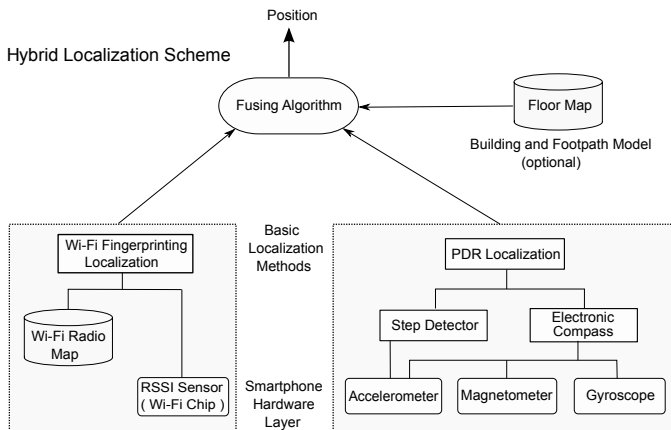 Position
Hybrid Localization Scheme
Fusing Algorithm
Floor Map
Building and Footpath Model
(optional)
Wi-Fi Fingerprinting
Localization
Basic
Localization
Methods
PDR Localization
Wi-Fi Radio
Map
Step Detector
Electronic
Compass
RSSI Sensor
( Wi-Fi Chip )
Smartphone
Hardware
Layer
Accelerometer
Magnetometer
Gyroscope